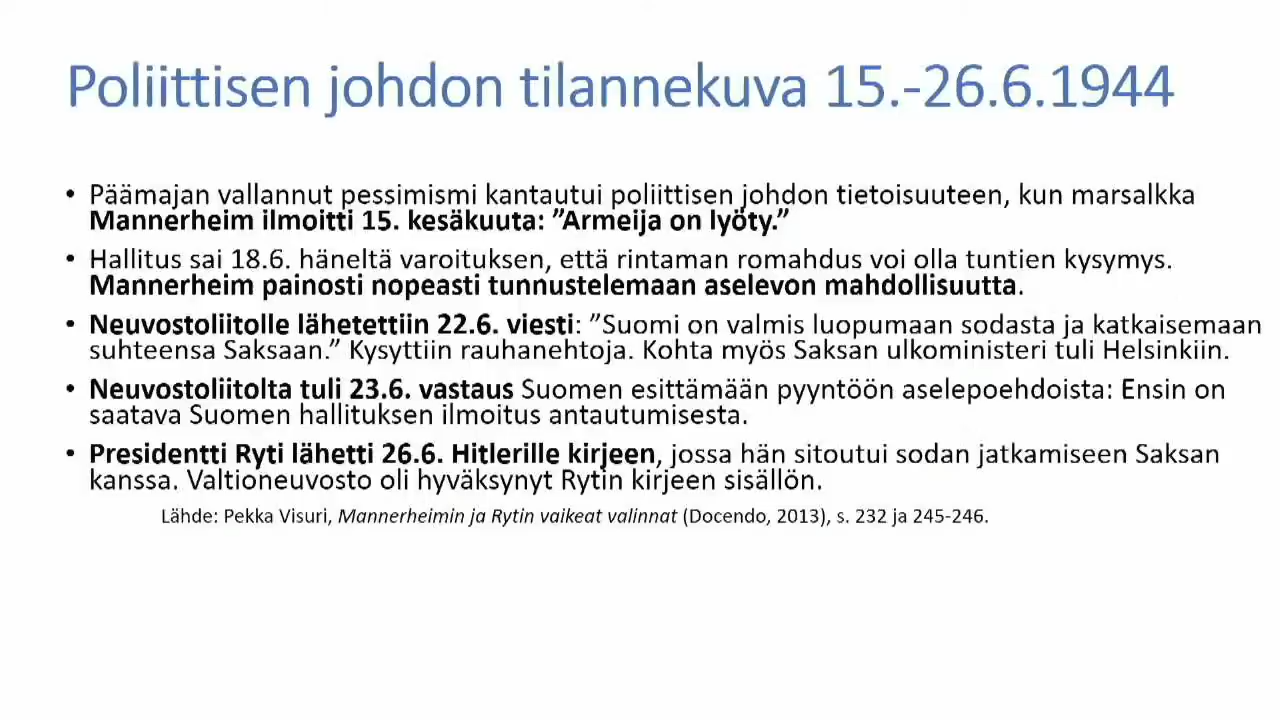 Poliittisen johdon tilannekuva 15.-26.6.1944
• Päämajan vallannut pessimismi kantautui poliittisen johdon tietoisuuteen, kun marsalkka
Mannerheim ilmoitti 15. kesäkuuta: ”Armeija on lyöty.”
• Hallitus sai 18.6. häneltä varoituksen, että rintaman romahdus voi olla tuntien kysymys.
Mannerheim painosti nopeasti tunnustelemaan aselevon mahdollisuutta.
• Neuvostoliitolle lähetettiin 22.6. viesti: ”Suomi on valmis luopumaan sodasta ja katkaisemaan
suhteensa Saksaan.” Kysyttiin rauhanehtoja. Kohta myös Saksan ulkoministeri tuli Helsinkiin.
• Neuvostoliitolta tuli 23.6. vastaus Suomen esittämään pyyntöön aselepoehdoista: Ensin on
saatava Suomen hallituksen ilmoitus antautumisesta.
• Presidentti Ryti lähetti 26.6. Hitlerille kirjeen, jossa hän sitoutui sodan jatkamiseen Saksan
kanssa. Valtioneuvosto oli hyväksynyt Rytin kirjeen sisällön.
Lähde: Pekka Visuri, Mannerheimin ja Rytin vaikeat valinnat (Docendo, 2013), s. 232 ja 245-246.